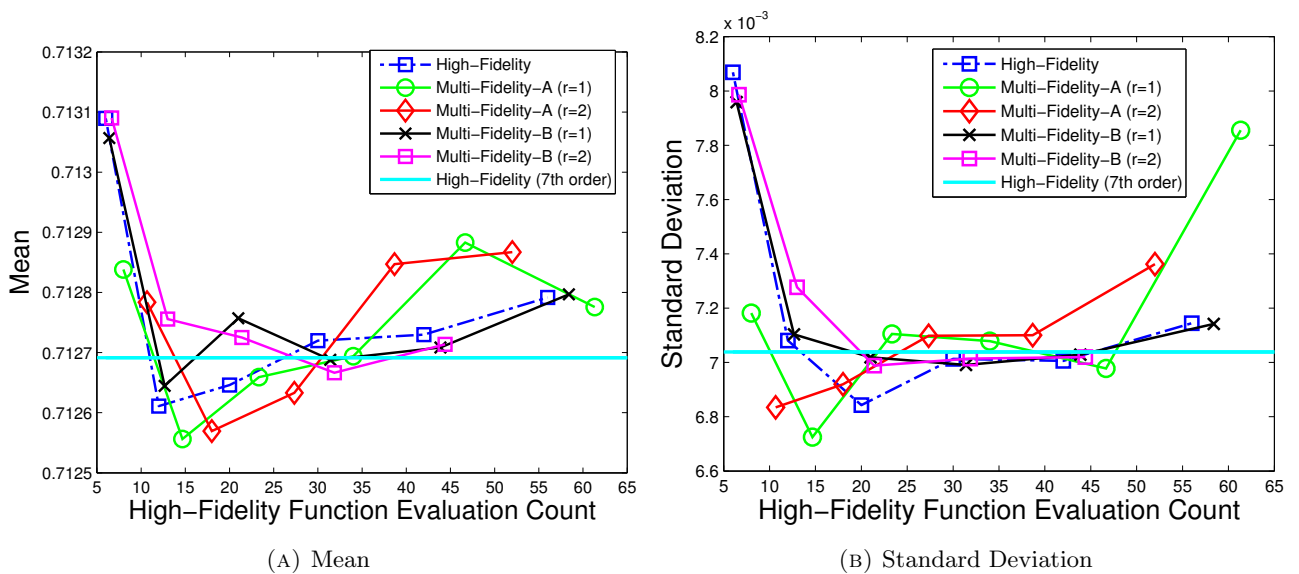 0.7132
0.7131
0.713
0.7129
0.7128
0.7127
0.7126
0.7125
Mean
5 10 15 20 25 30 35 40 45 50 55 60 65
High-Fidelity Function Evaluation Count
High-Fidelity
Multi-Fidelity-A (r=1)
Multi-Fidelity-A (r=2)
Multi-Fidelity-B (r=1)
Multi-Fidelity-B (r=2)
High-Fidelity (7th order)
(A) Mean
x 10⁻³
8.2
8
7.8
7.6
7.4
7.2
7
6.8
6.6
Standard Deviation
5 10 15 20 25 30 35 40 45 50 55 60 65
High-Fidelity Function Evaluation Count
High-Fidelity
Multi-Fidelity-A (r=1)
Multi-Fidelity-A (r=2)
Multi-Fidelity-B (r=1)
Multi-Fidelity-B (r=2)
High-Fidelity (7th order)
(B) Standard Deviation